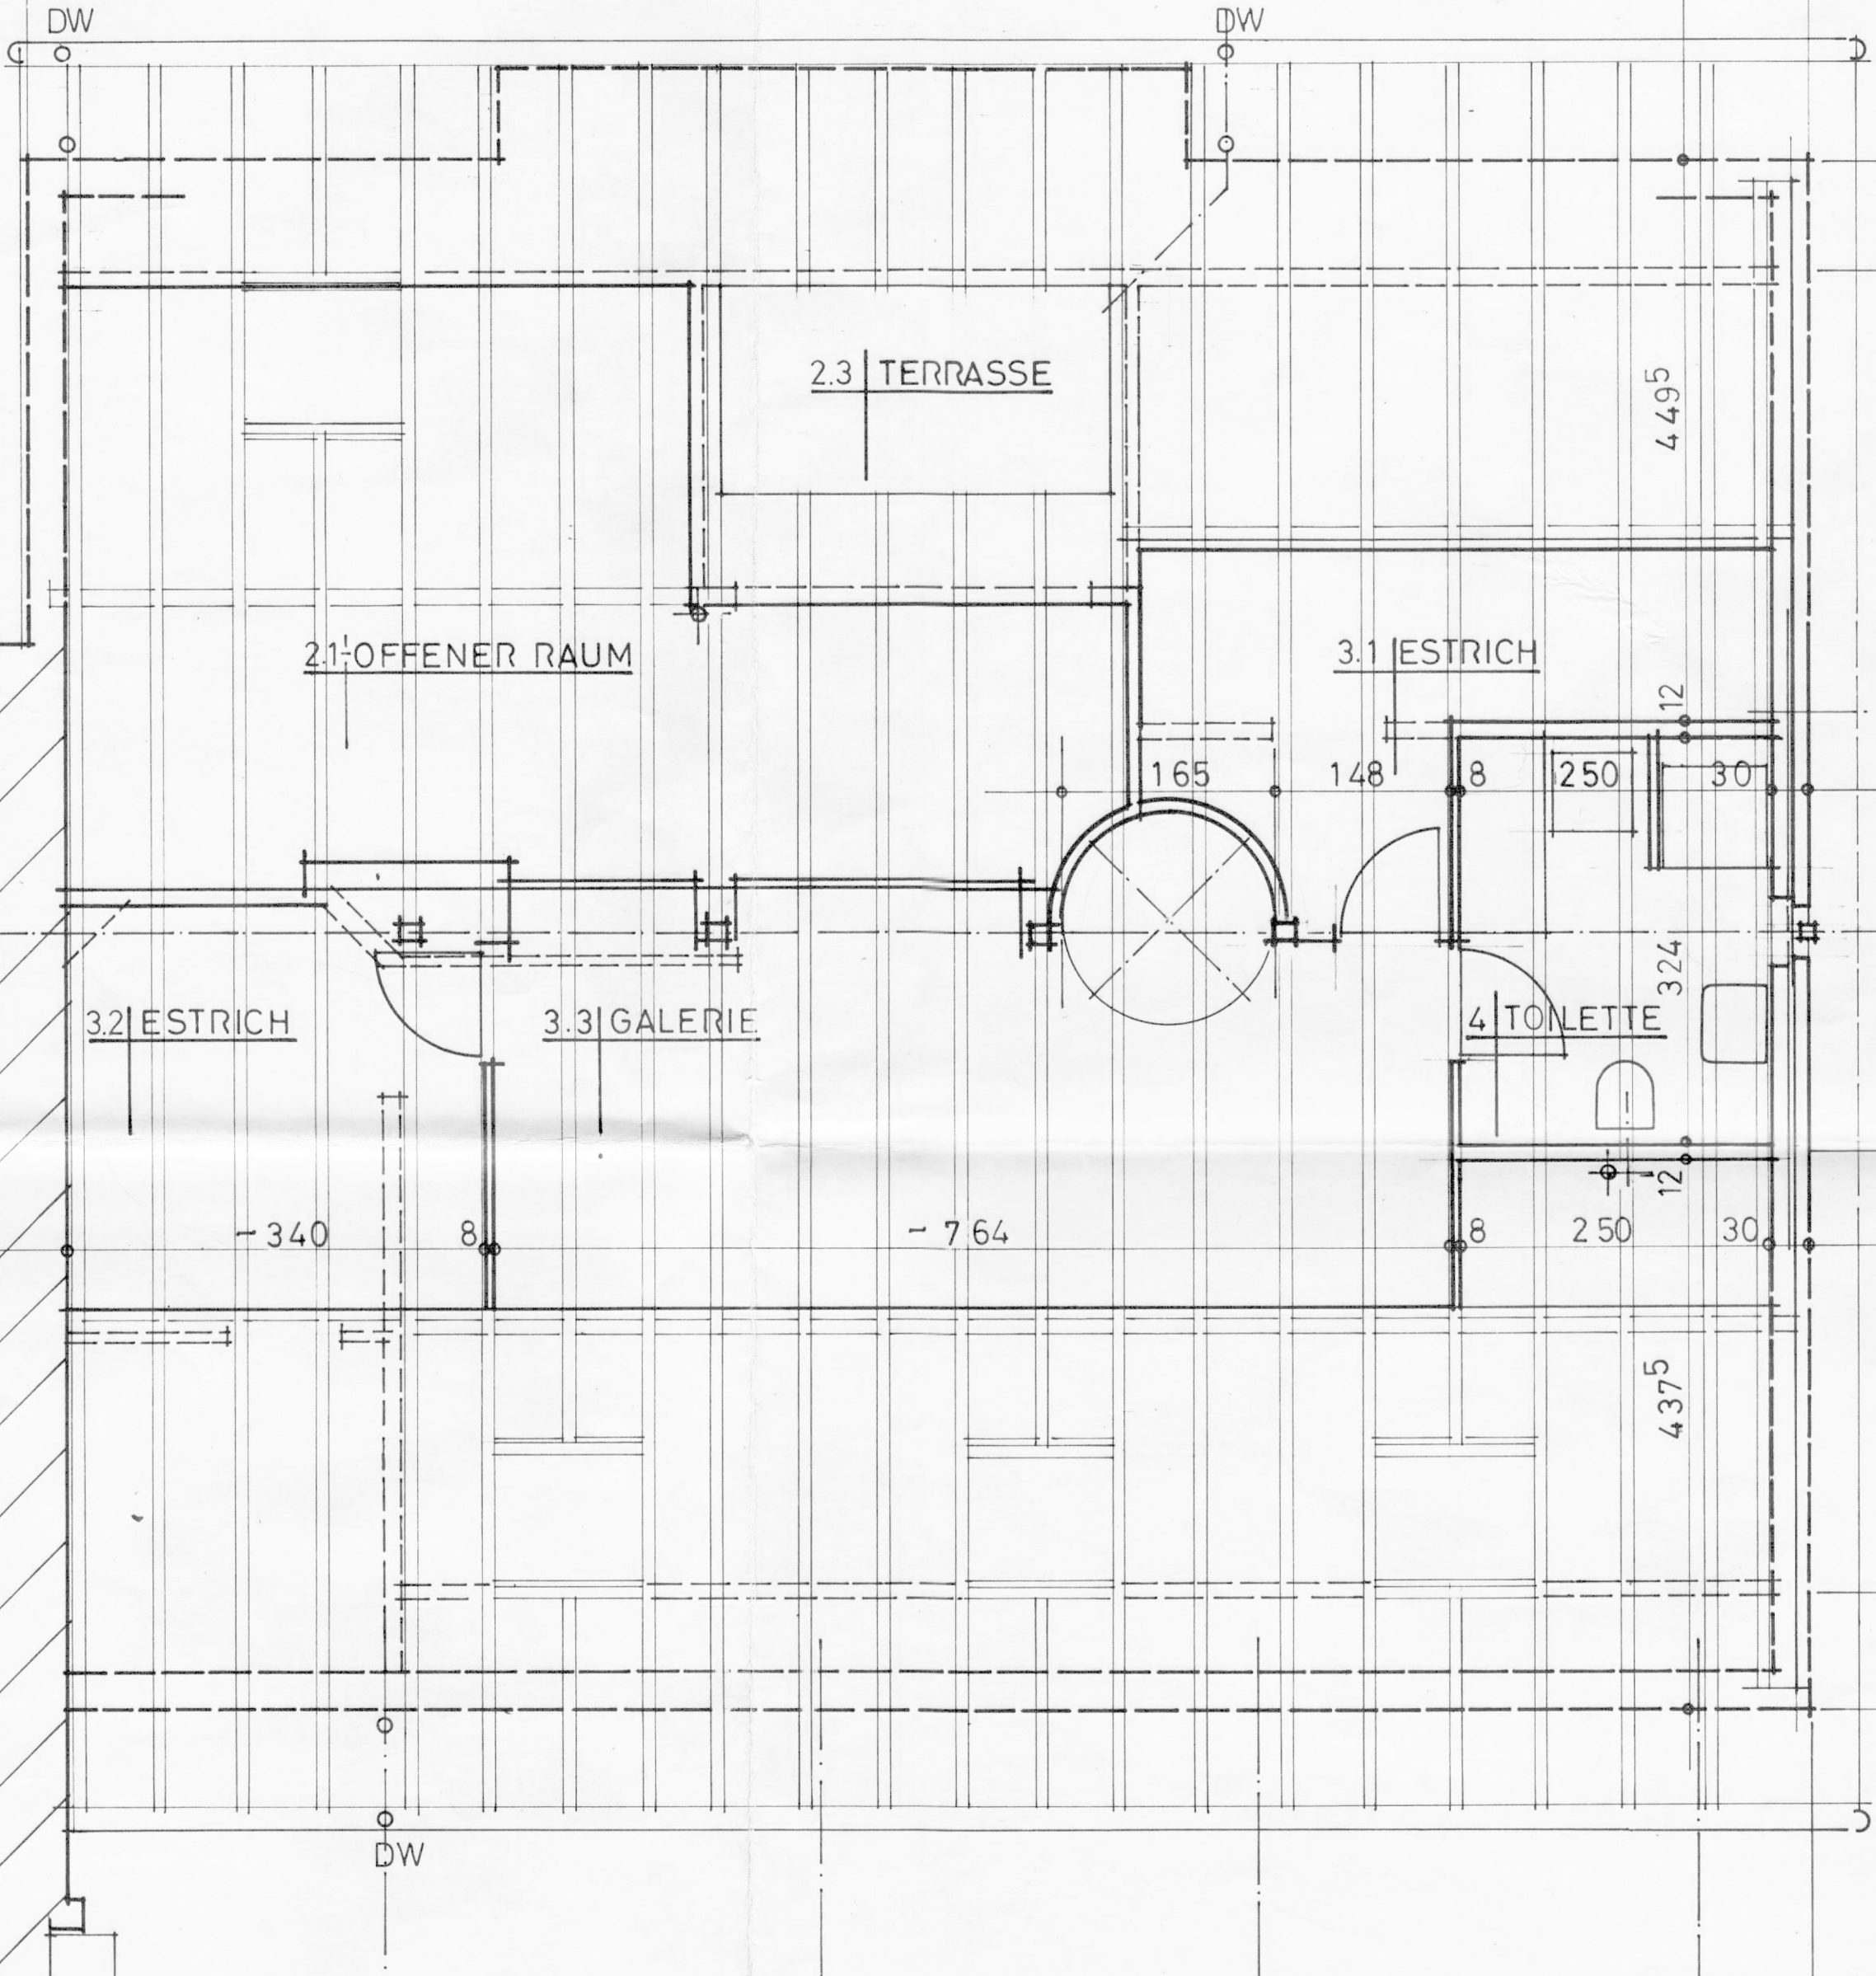 DW
DW
2.3 TERRASSE
449⁵
2.1 OFFENER RAUM
3.1 ESTRICH
12
165
148
8
250
30
324
3.2 ESTRICH
3.3 GALERIE
4 TOILETTE
12
-340
8
- 764
8
250
30
437⁵
DW